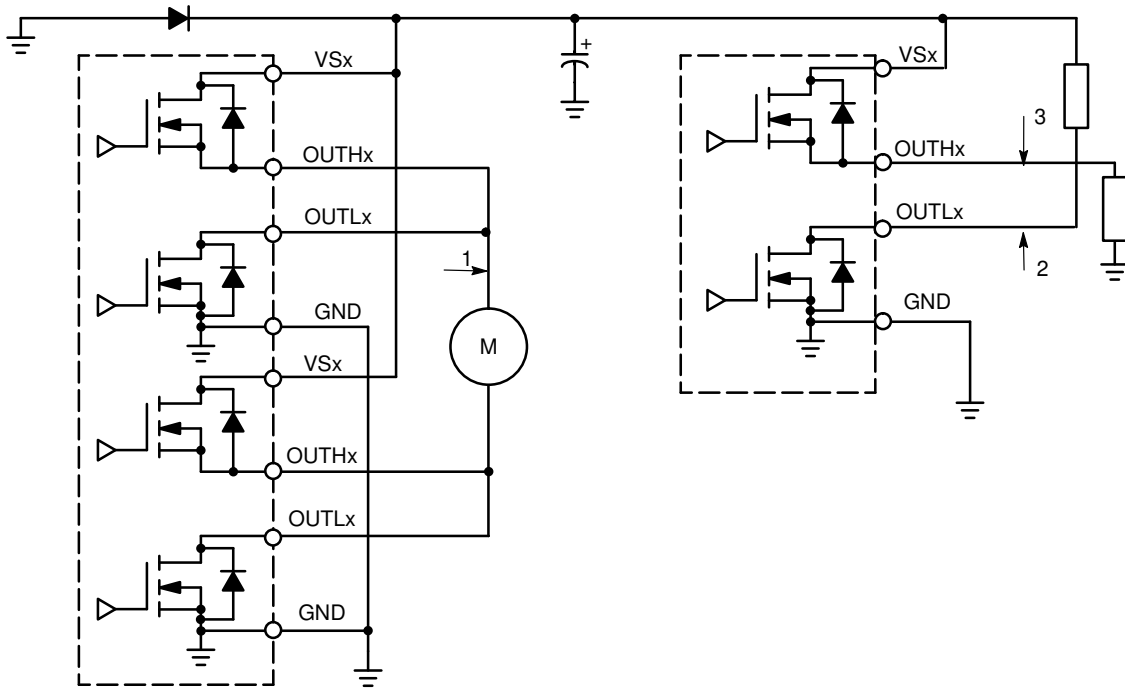 VSx
OUTHx
OUTLx
1
GND
VSx
M
OUTHx
OUTLx
GND
+
VSx
3
OUTHx
OUTLx
2
GND